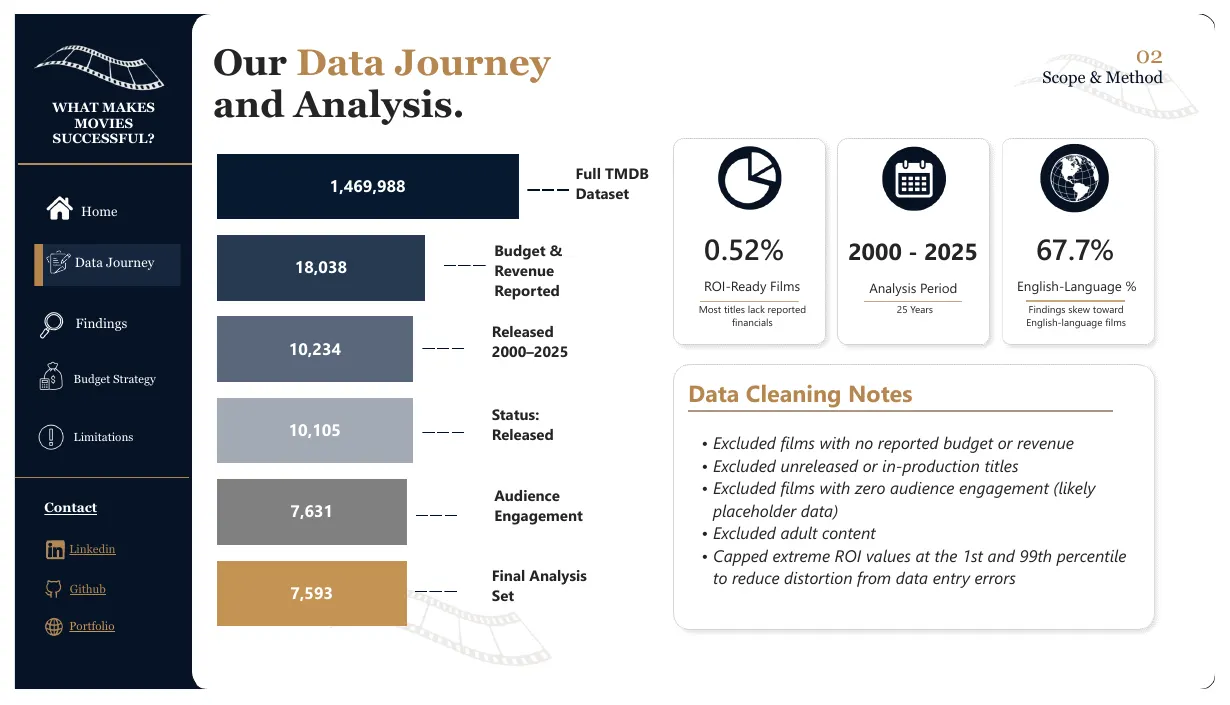 WHAT MAKES
MOVIES
SUCCESSFUL?
Home
Data Journey
Findings
Budget Strategy
Limitations
Contact
Linkedin
Github
Portfolio
Our Data Journey
and Analysis.
02
Scope & Method
1,469,988
Full TMDB
Dataset
18,038
Budget &
Revenue
Reported
10,234
Released
2000–2025
10,105
Status:
Released
7,631
Audience
Engagement
7,593
Final Analysis
Set
0.52%
ROI-Ready Films
Most titles lack reported
financials
2000 - 2025
Analysis Period
25 Years
67.7%
English-Language %
Findings skew toward
English-language films
Data Cleaning Notes
• Excluded films with no reported budget or revenue
• Excluded unreleased or in-production titles
• Excluded films with zero audience engagement (likely
placeholder data)
• Excluded adult content
• Capped extreme ROI values at the 1st and 99th percentile
to reduce distortion from data entry errors